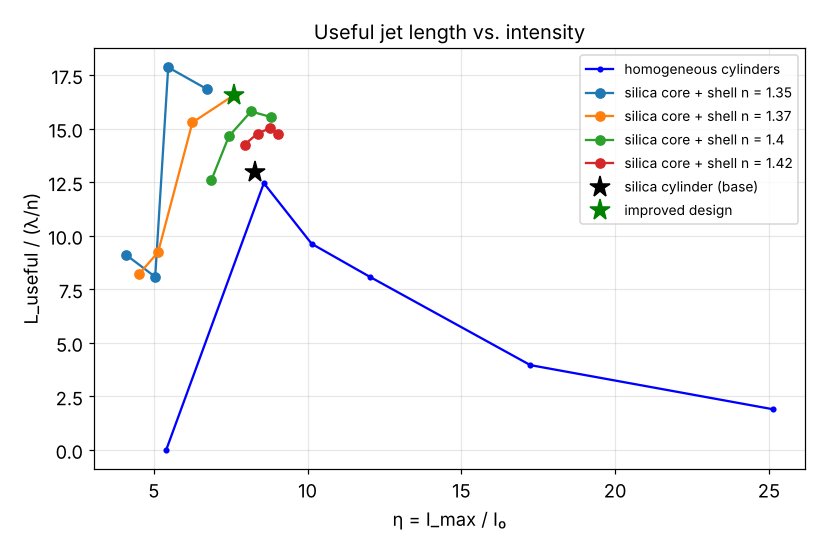 Useful jet length vs. intensity
L_useful / (λ/n)
17.5
15.0
12.5
10.0
7.5
5.0
2.5
0.0
5
10
15
20
25
η = I_max / I₀
homogeneous cylinders
silica core + shell n = 1.35
silica core + shell n = 1.37
silica core + shell n = 1.4
silica core + shell n = 1.42
silica cylinder (base)
improved design